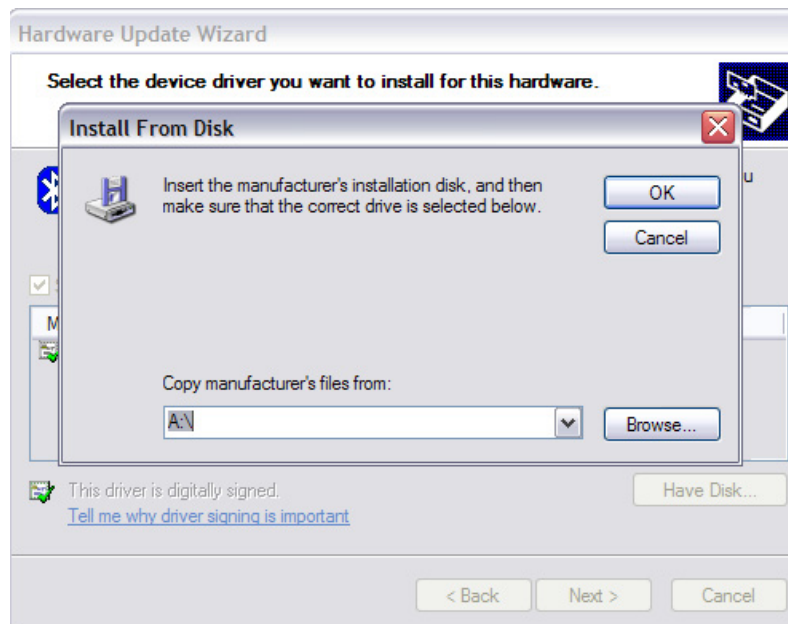 Hardware Update Wizard
Select the device driver you want to install for this hardware.
Install From Disk
Insert the manufacturer's installation disk, and then
make sure that the correct drive is selected below.
OK
Cancel
u
M
Copy manufacturer's files from:
A:\
Browse...
This driver is digitally signed.
Have Disk...
Tell me why driver signing is important
< Back
Next >
Cancel